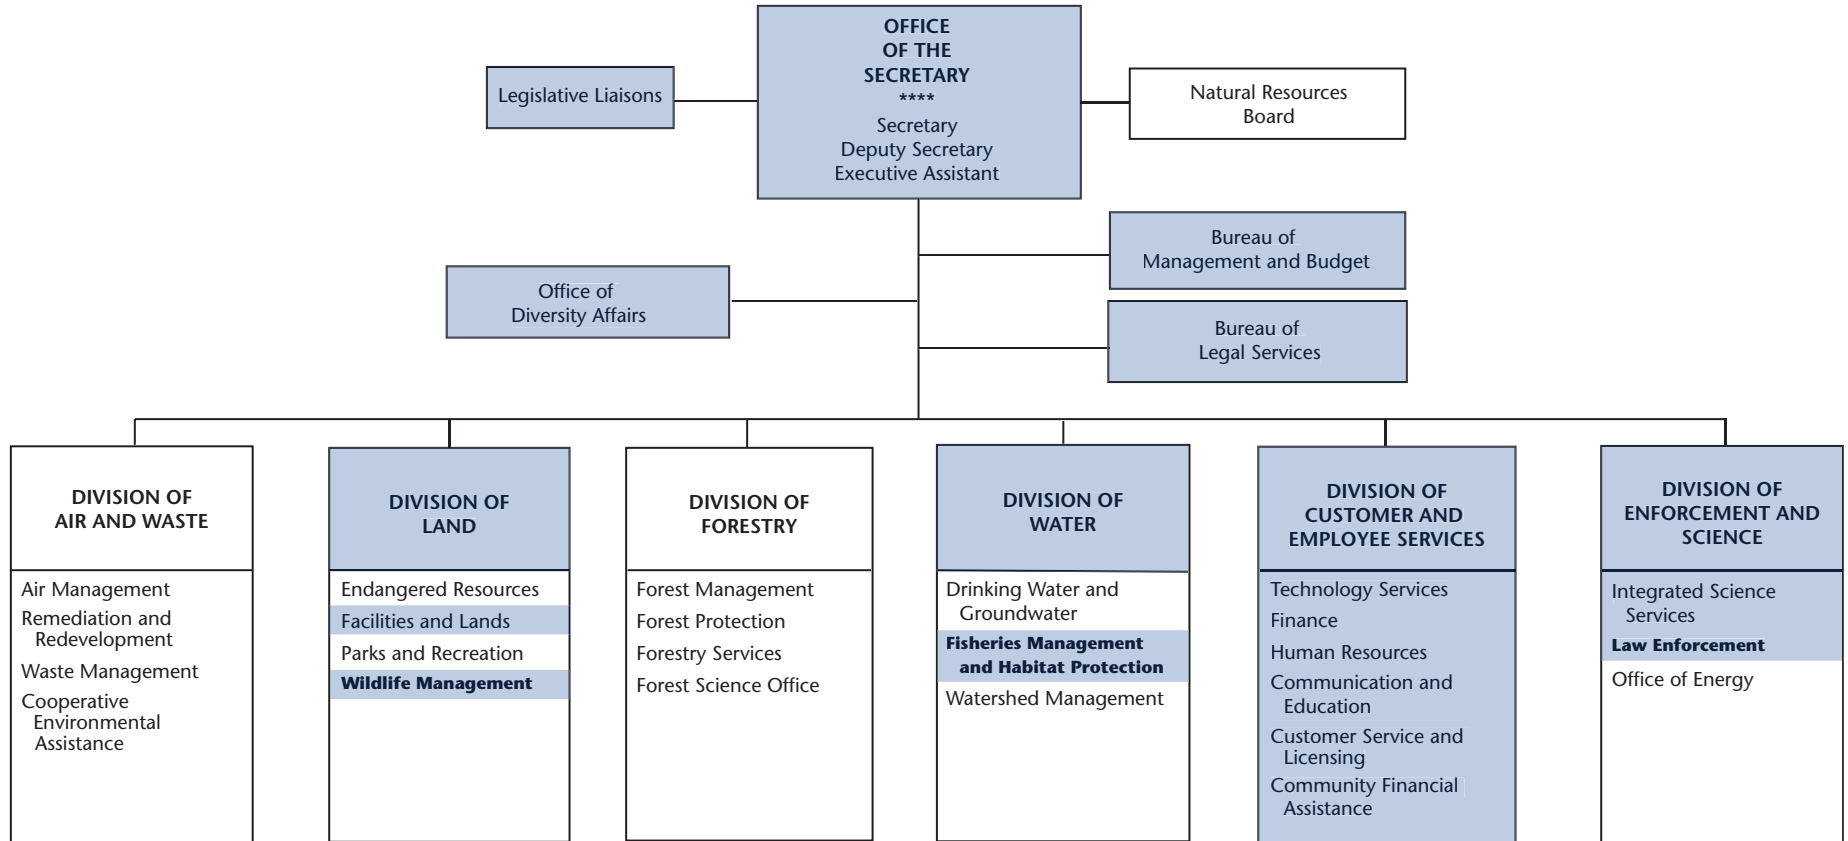 OFFICE
OF THE
SECRETARY
****
Secretary
Deputy Secretary
Executive Assistant
Legislative Liaisons
Natural Resources
Board
Bureau of
Management and Budget
Office of
Diversity Affairs
Bureau of
Legal Services
DIVISION OF
AIR AND WASTE
Air Management
Remediation and
Redevelopment
Waste Management
Cooperative
Environmental
Assistance
DIVISION OF
LAND
Endangered Resources
Facilities and Lands
Parks and Recreation
Wildlife Management
DIVISION OF
FORESTRY
Forest Management
Forest Protection
Forestry Services
Forest Science Office
DIVISION OF
WATER
Drinking Water and
Groundwater
Fisheries Management
and Habitat Protection
Watershed Management
DIVISION OF
CUSTOMER AND
EMPLOYEE SERVICES
Technology Services
Finance
Human Resources
Communication and
Education
Customer Service and
Licensing
Community Financial
Assistance
DIVISION OF
ENFORCEMENT AND
SCIENCE
Integrated Science
Services
Law Enforcement
Office of Energy